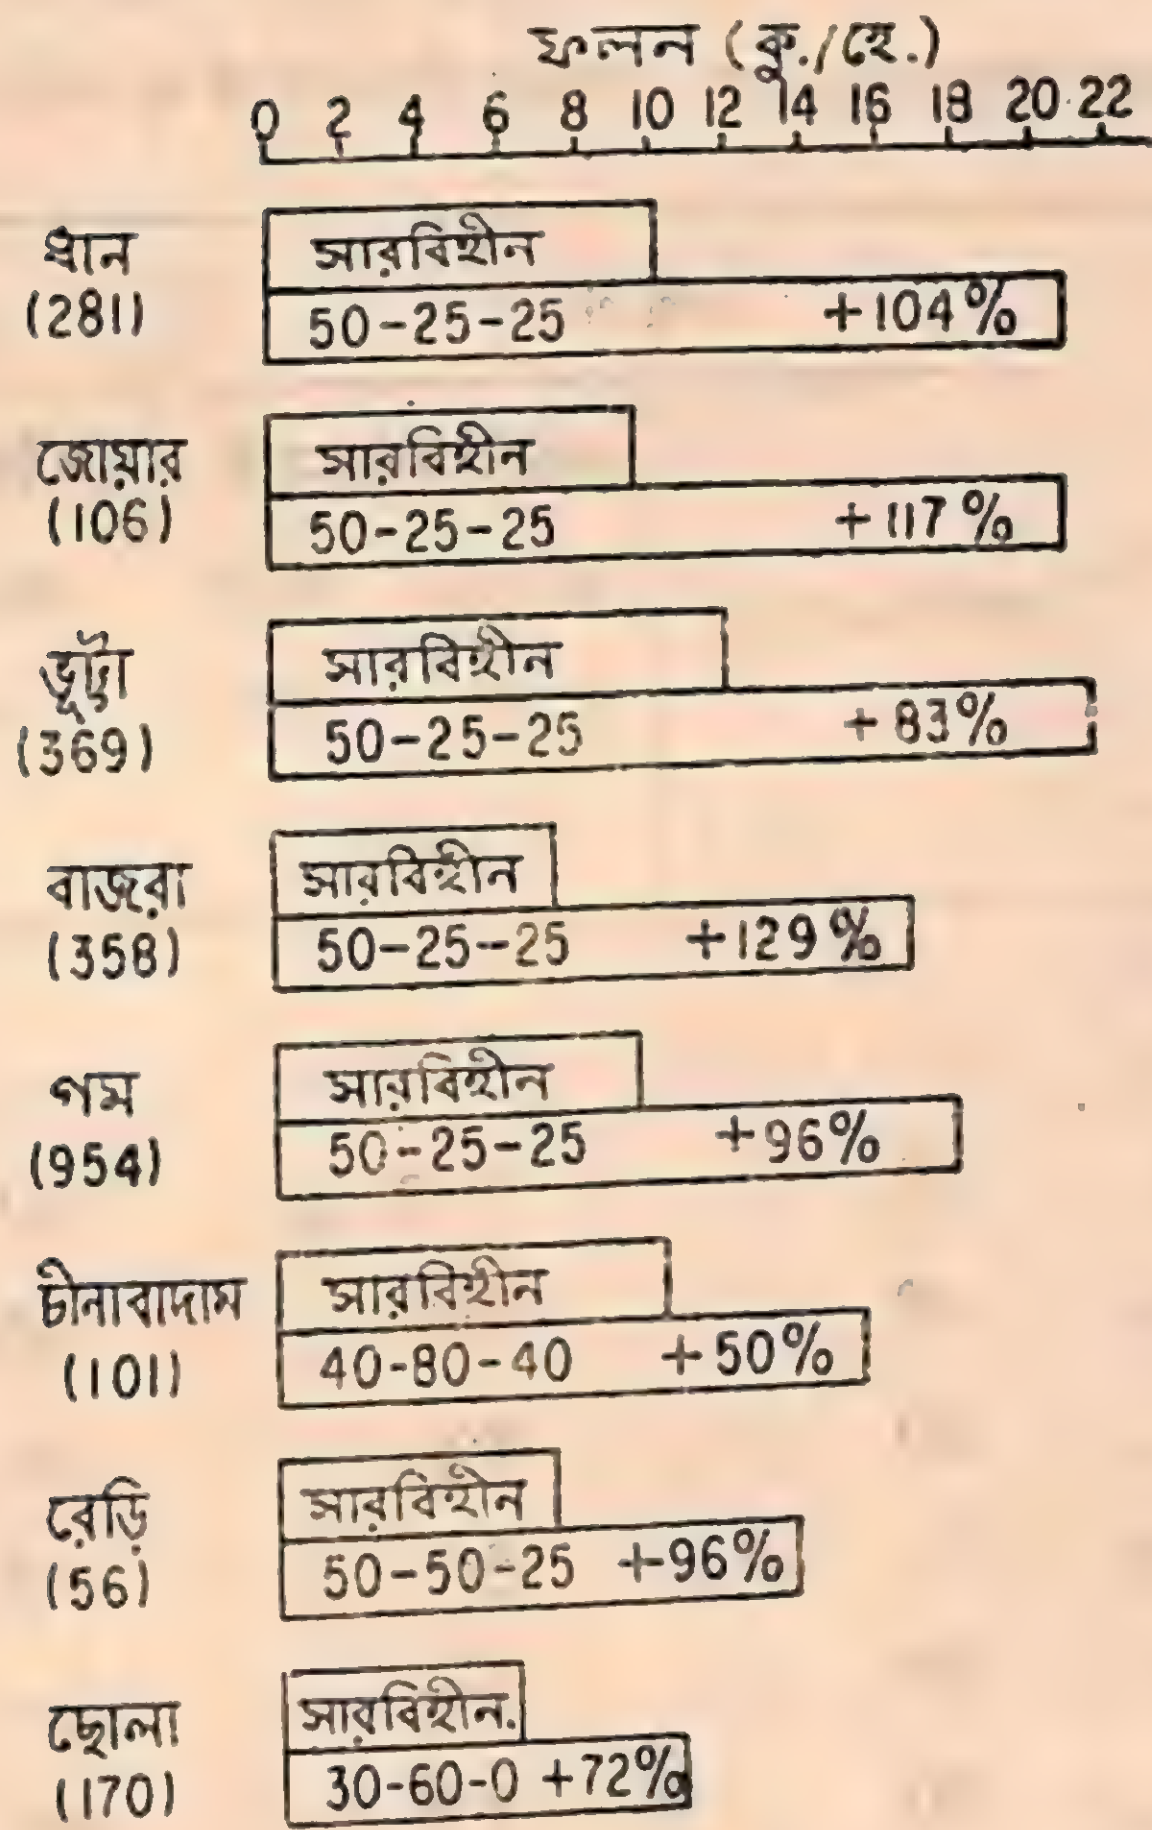 ফলন (কু./হে.)
0 2 4 6 8 10 12 14 16 18 20 22
ধান
(281)
সারবিহীন
50-25-25 +104%
জোয়ার
(106)
সারবিহীন
50-25-25 +117%
ভূট্টা
(369)
সারবিহীন
50-25-25 +83%
বাজরা
(358)
সারবিহীন
50-25-25 +129%
গম
(954)
সারবিহীন
50-25-25 +96%
চীনাবাদাম
(101)
সারবিহীন
40-80-40 +50%
রেড়ি
(56)
সারবিহীন
50-50-25 +96%
ছোলা
(170)
সারবিহীন.
30-60-0 +72%